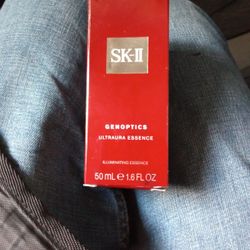 SK-II
GENOPTICS
ULTRAURA ESSENCE
ILLUMINATING ESSENCE
50 mL ℮ 1.6 FL OZ